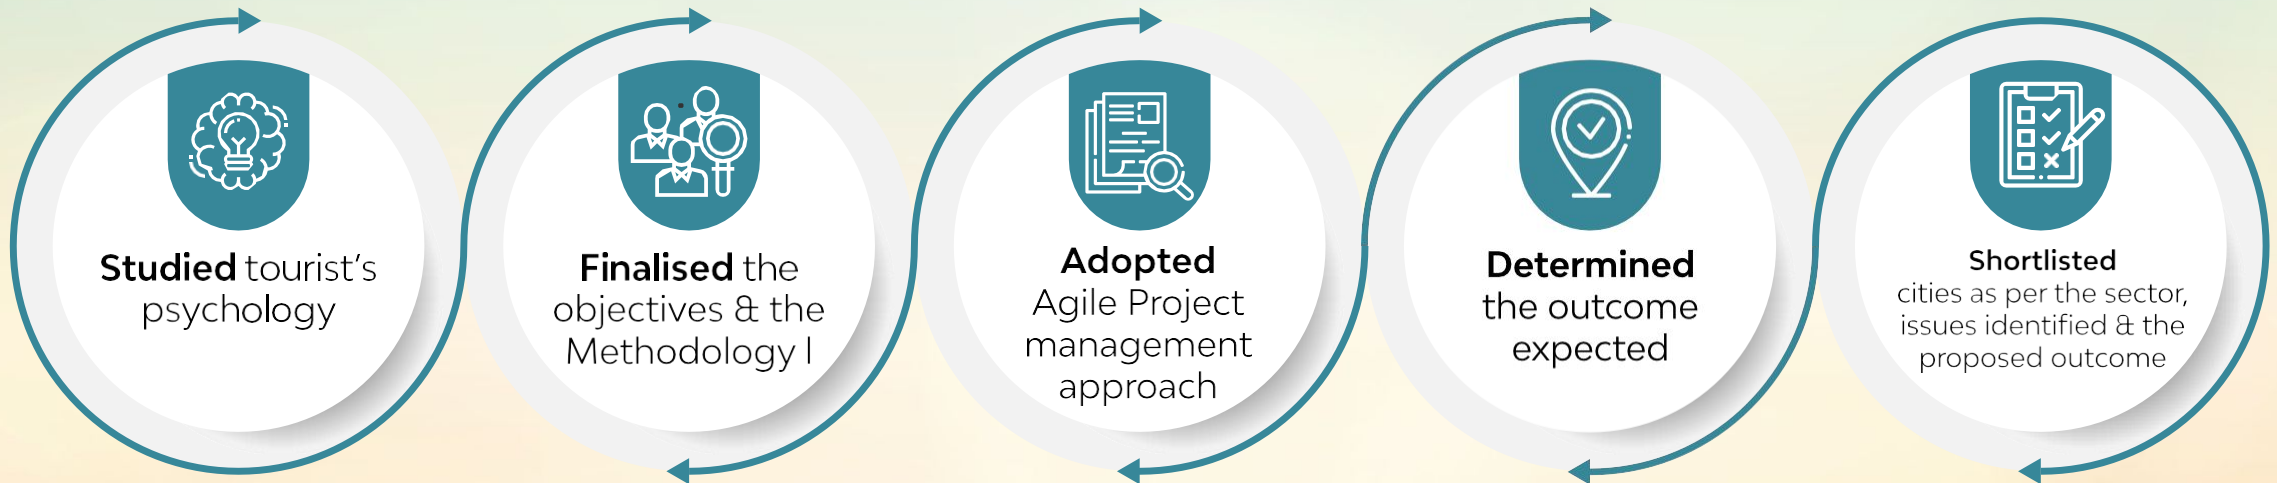 Studied tourist's
psychology
Finalised the
objectives & the
Methodology l
Adopted
Agile Project
management
approach
Determined
the outcome
expected
Shortlisted
cities as per the sector,
issues identified & the
proposed outcome